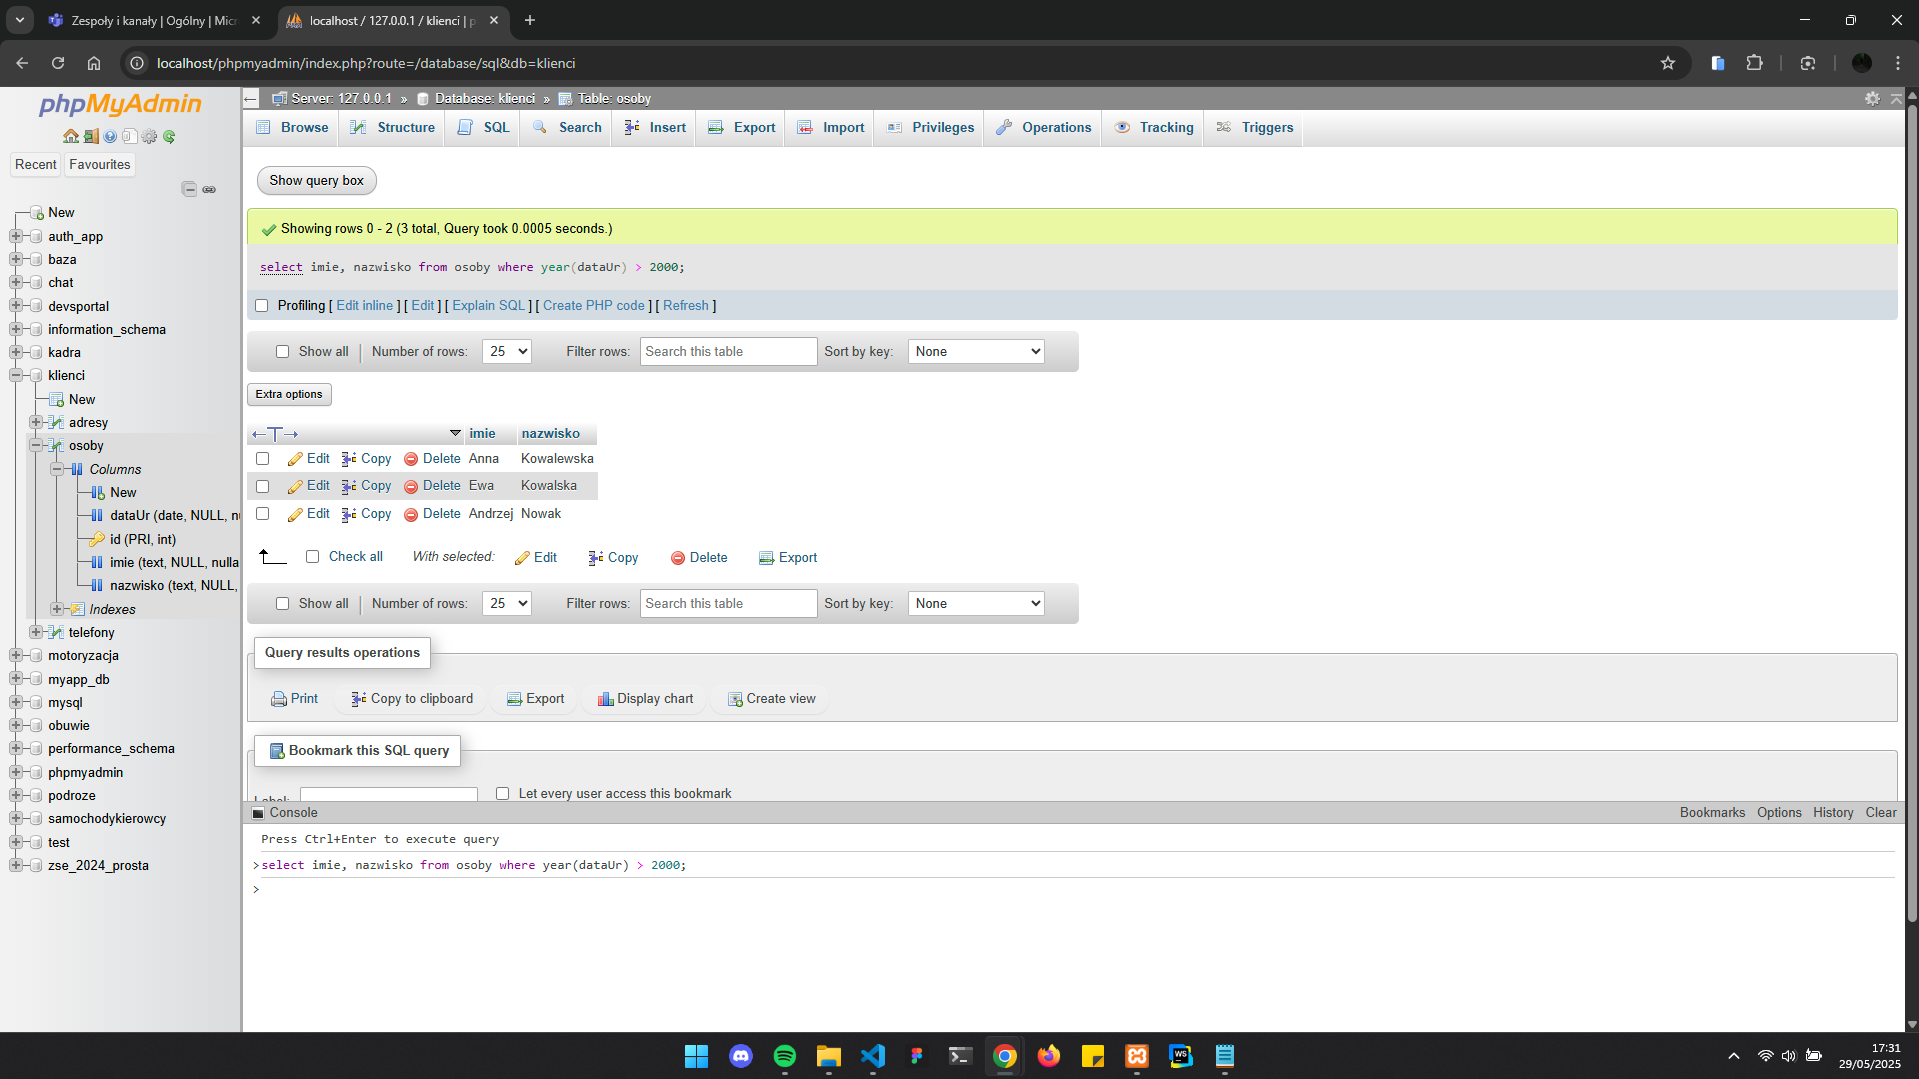 Zespoły i kanały | Ogólny | Micr
localhost / 127.0.0.1 / klienci | p
localhost/phpmyadmin/index.php?route=/database/sql&db=klienci
phpMyAdmin
Recent
Favourites
New
auth_app
baza
chat
devsportal
information_schema
kadra
klienci
New
adresy
osoby
Columns
New
dataUr (date, NULL, nu
id (PRI, int)
imie (text, NULL, nulla
nazwisko (text, NULL,
Indexes
telefony
motoryzacja
myapp_db
mysql
obuwie
performance_schema
phpmyadmin
podroze
samochodykierowcy
test
zse_2024_prosta
Server: 127.0.0.1 » Database: klienci » Table: osoby
Browse Structure SQL Search Insert Export Import Privileges Operations Tracking Triggers
Show query box
Showing rows 0 - 2 (3 total, Query took 0.0005 seconds.)
select imie, nazwisko from osoby where year(dataUr) > 2000;
Profiling [ Edit inline ] [ Edit ] [ Explain SQL ] [ Create PHP code ] [ Refresh ]
Show all Number of rows: 25 Filter rows: Search this table Sort by key: None
Extra options
imie nazwisko
Edit Copy Delete Anna Kowalewska
Edit Copy Delete Ewa Kowalska
Edit Copy Delete Andrzej Nowak
Check all With selected: Edit Copy Delete Export
Show all Number of rows: 25 Filter rows: Search this table Sort by key: None
Query results operations
Print Copy to clipboard Export Display chart Create view
Bookmark this SQL query
Label: Let every user access this bookmark
Console Bookmarks Options History Clear
Press Ctrl+Enter to execute query
>select imie, nazwisko from osoby where year(dataUr) > 2000;
>
WS
17:31
29/05/2025